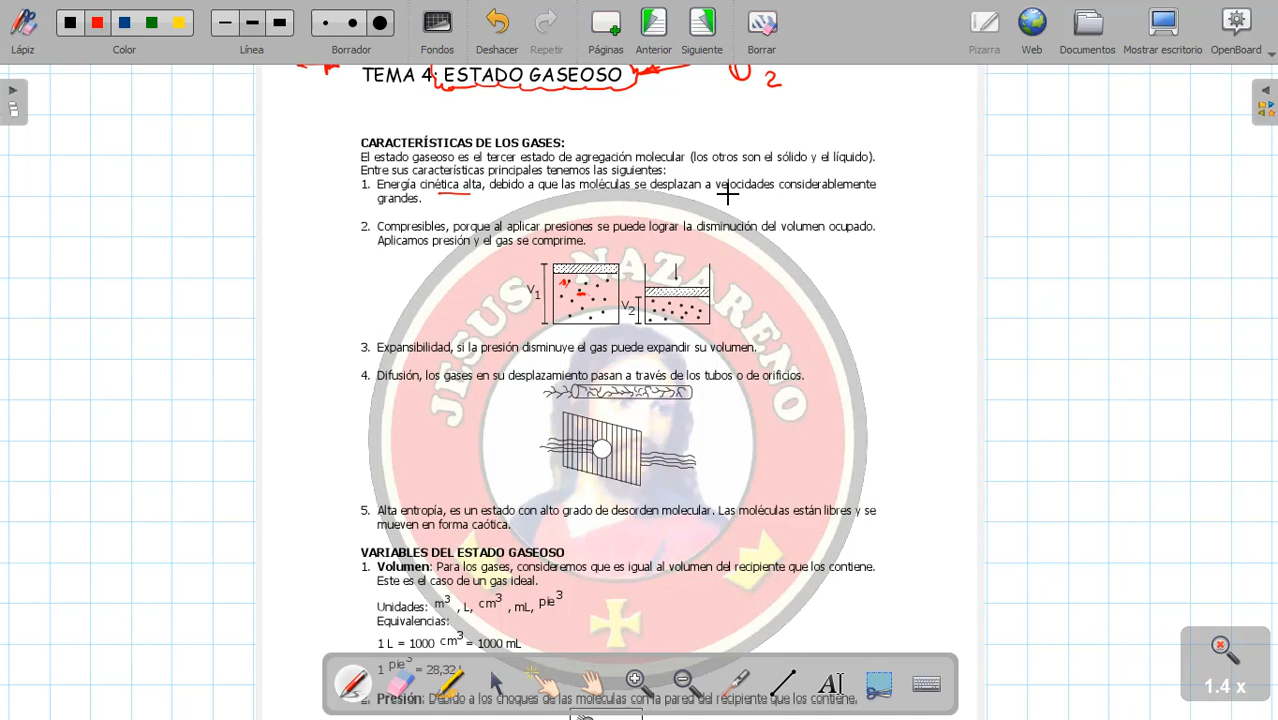 Lápiz
Color
Línea
Borrador
Fondos
Deshacer
Repetir
Páginas
Anterior
Siguiente
Borrar
Pizarra
Web
Documentos
Mostrar escritorio
OpenBoard
TEMA 4: ESTADO GASEOSO
2
CARACTERÍSTICAS DE LOS GASES:
El estado gaseoso es el tercer estado de agregación molecular (los otros son el sólido y el líquido).
Entre sus características principales tenemos las siguientes:
1. Energía cinética alta, debido a que las moléculas se desplazan a velocidades considerablemente
grandes.
2. Compresibles, porque al aplicar presiones se puede lograr la disminución del volumen ocupado.
Aplicamos presión y el gas se comprime.
V1
V2
3. Expansibilidad, si la presión disminuye el gas puede expandir su volumen.
4. Difusión, los gases en su desplazamiento pasan a través de los tubos o de orificios.
5. Alta entropía, es un estado con alto grado de desorden molecular. Las moléculas están libres y se
mueven en forma caótica.
JESUS NAZARENO
VARIABLES DEL ESTADO GASEOSO
1. Volumen: Para los gases, consideremos que es igual al volumen del recipiente que los contiene.
Este es el caso de un gas ideal.
Unidades: m³ , L, cm³ , mL, pie³
Equivalencias:
1 L = 1000 cm³ = 1000 mL
1 pie³ = 28,32 L
2. Presión: Debido a los choques de las moléculas con la pared del recipiente que los contiene.
1.4 x